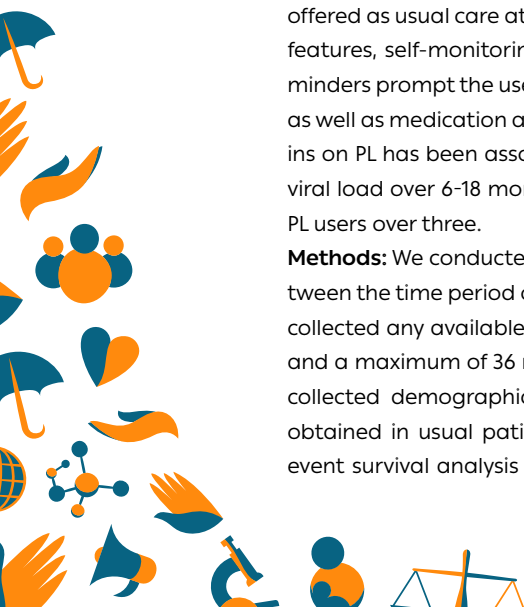 offered as usual care at
features, self-monitorin
minders prompt the use
as well as medication a
ins on PL has been asso
viral load over 6-18 mo
PL users over three.
Methods: We conducte
tween the time period
collected any available
and a maximum of 36
collected demographi
obtained in usual pati
event survival analysis